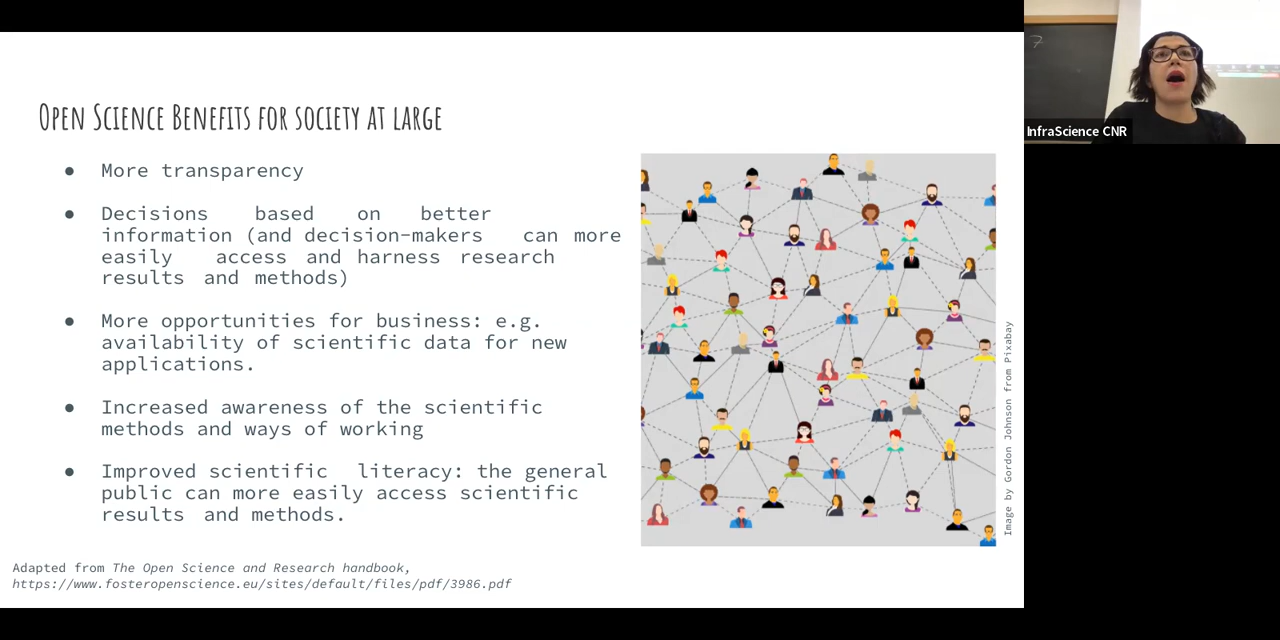 Open Science Benefits for society at large
● More transparency
● Decisions based on better
information (and decision-makers can more
easily access and harness research
results and methods)
● More opportunities for business: e.g.
availability of scientific data for new
applications.
● Increased awareness of the scientific
methods and ways of working
● Improved scientific literacy: the general
public can more easily access scientific
results and methods.
Image by Gordon Johnson from Pixabay
Adapted from The Open Science and Research handbook,
https://www.fosteropenscience.eu/sites/default/files/pdf/3986.pdf
InfraScience CNR